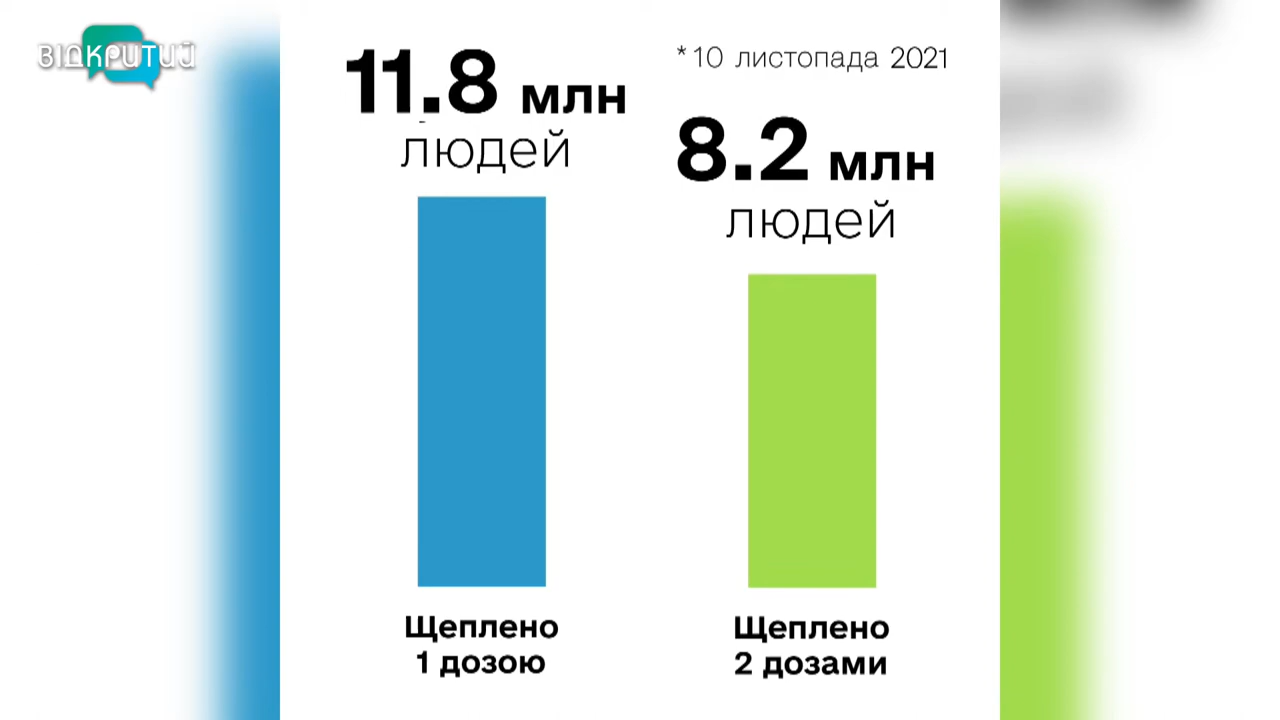 ВІДКРИТИЙ
11.8 млн
людей
*10 листопада 2021
8.2 млн
людей
Щеплено
1 дозою
Щеплено
2 дозами